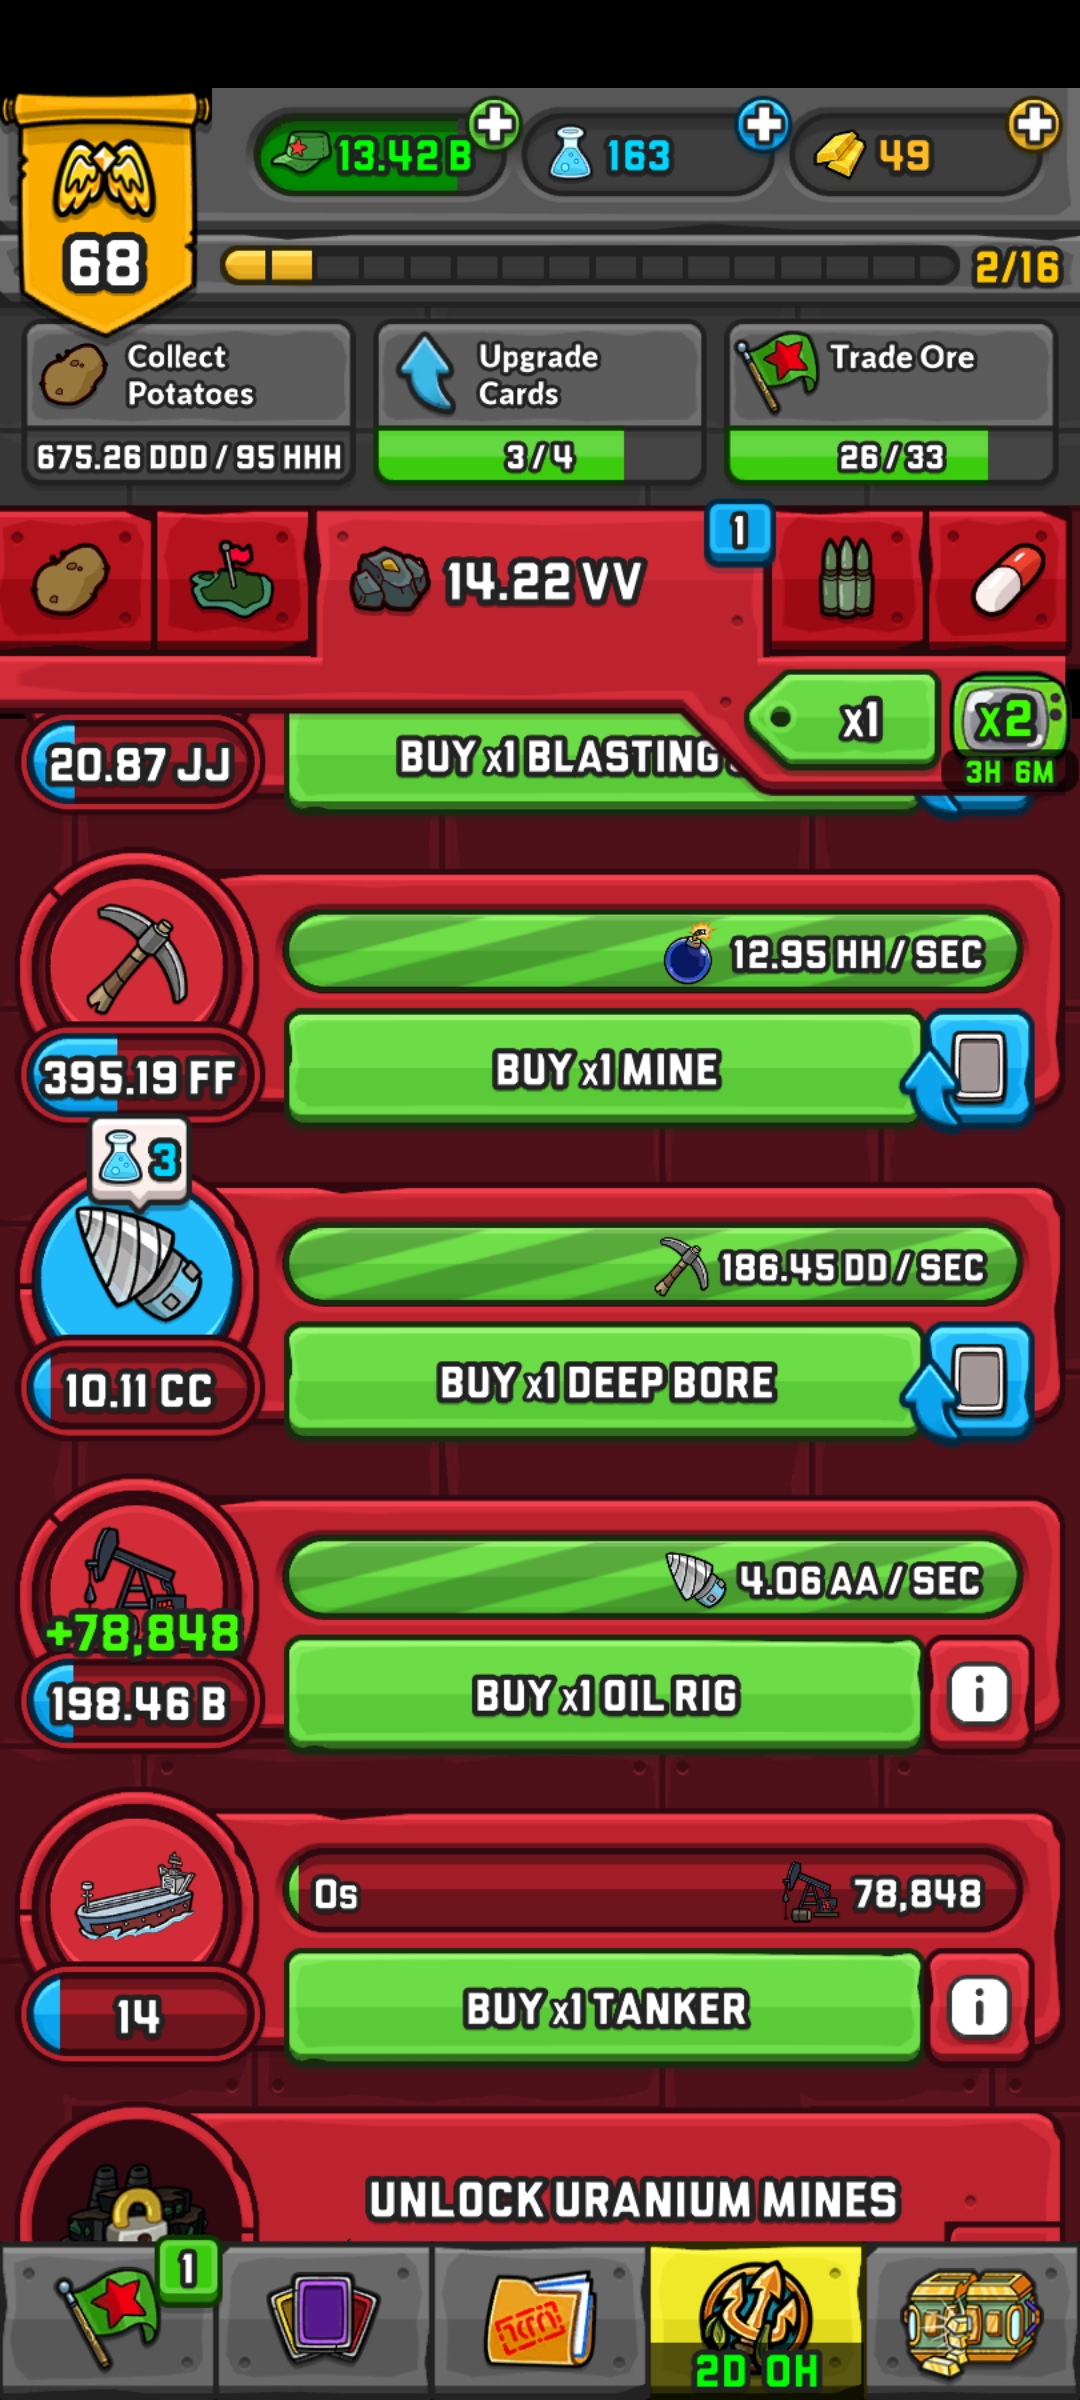 13.42 B
163
49
68
2/16
Collect
Potatoes
Upgrade
Cards
Trade Ore
675.26 DDD / 95 HHH
3/4
26/33
1
14.22 VV
x1
x2
3H 6M
20.87 JJ
BUY x1 BLASTING
12.95 HH / SEC
395.19 FF
BUY x1 MINE
3
186.45 DD / SEC
10.11 CC
BUY x1 DEEP BORE
4.06 AA / SEC
+78,848
198.46 B
BUY x1 OIL RIG
i
0s
78,848
14
BUY x1 TANKER
i
UNLOCK URANIUM MINES
1
2D 0H